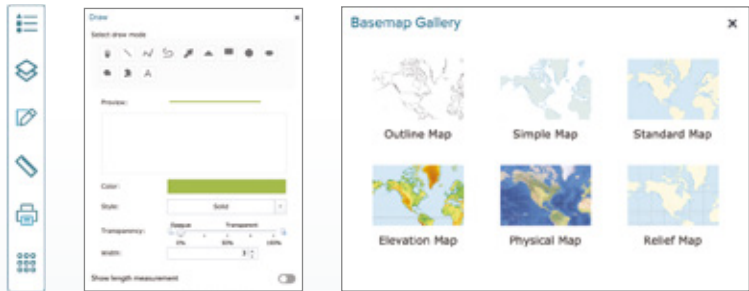 Draw ×
Select draw mode
A
Preview:
Color:
Style: Solid
Transparency: Opaque Transparent
0% 50% 100%
Width: 3
Show length measurement
Basemap Gallery ×
Outline Map Simple Map Standard Map
Elevation Map Physical Map Relief Map